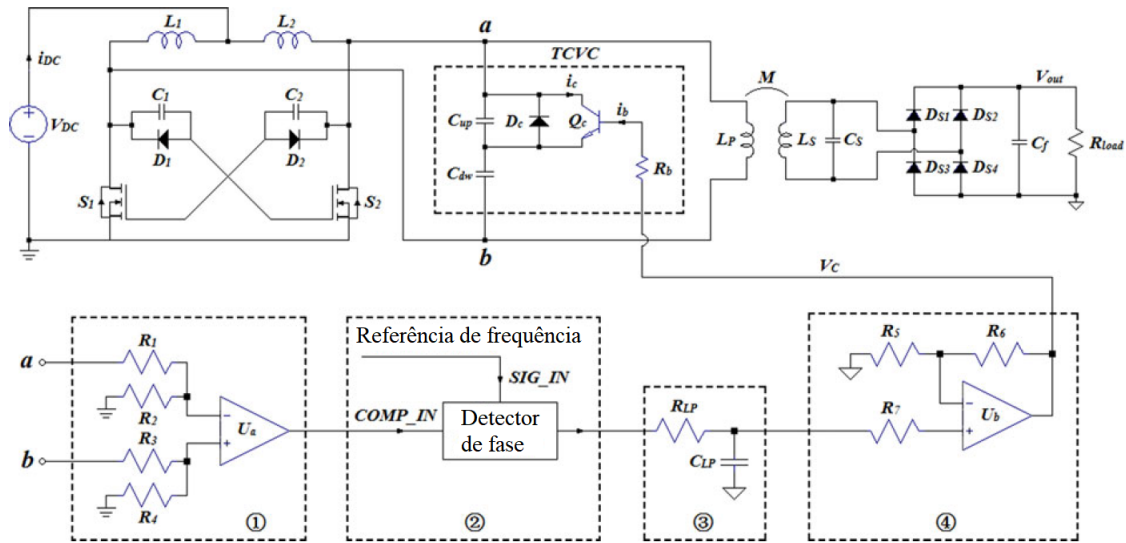 L1
L2
a
TCVC
iDC
VDC
C1
C2
D1
D2
S1
S2
Cup
Dc
ic
Qc
ib
Cdw
Rb
b
M
LP
LS
CS
DS1
DS2
DS3
DS4
Vout
Cf
Rload
VC
a
R1
R2
R3
b
R4
Ua
①
Referência de frequência
SIG_IN
COMP_IN
Detector
de fase
②
RLP
CLP
③
R5
R6
R7
Ub
④